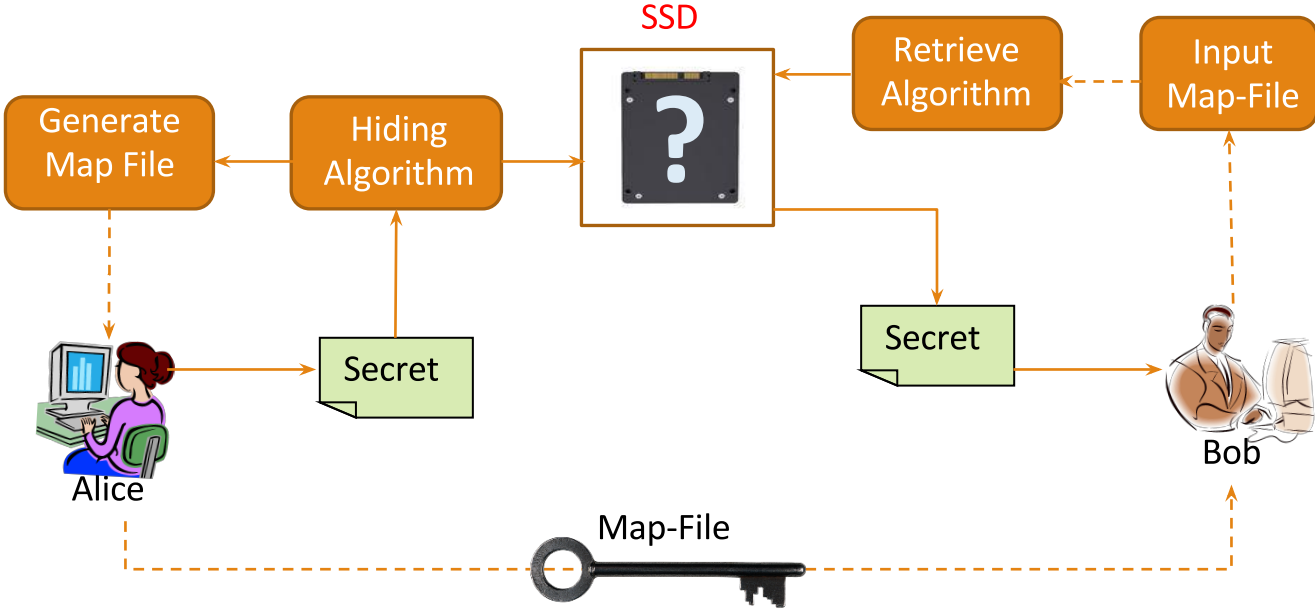 SSD
Generate
Map File
Hiding
Algorithm
?
Retrieve
Algorithm
Input
Map-File
Secret
Secret
Alice
Bob
Map-File